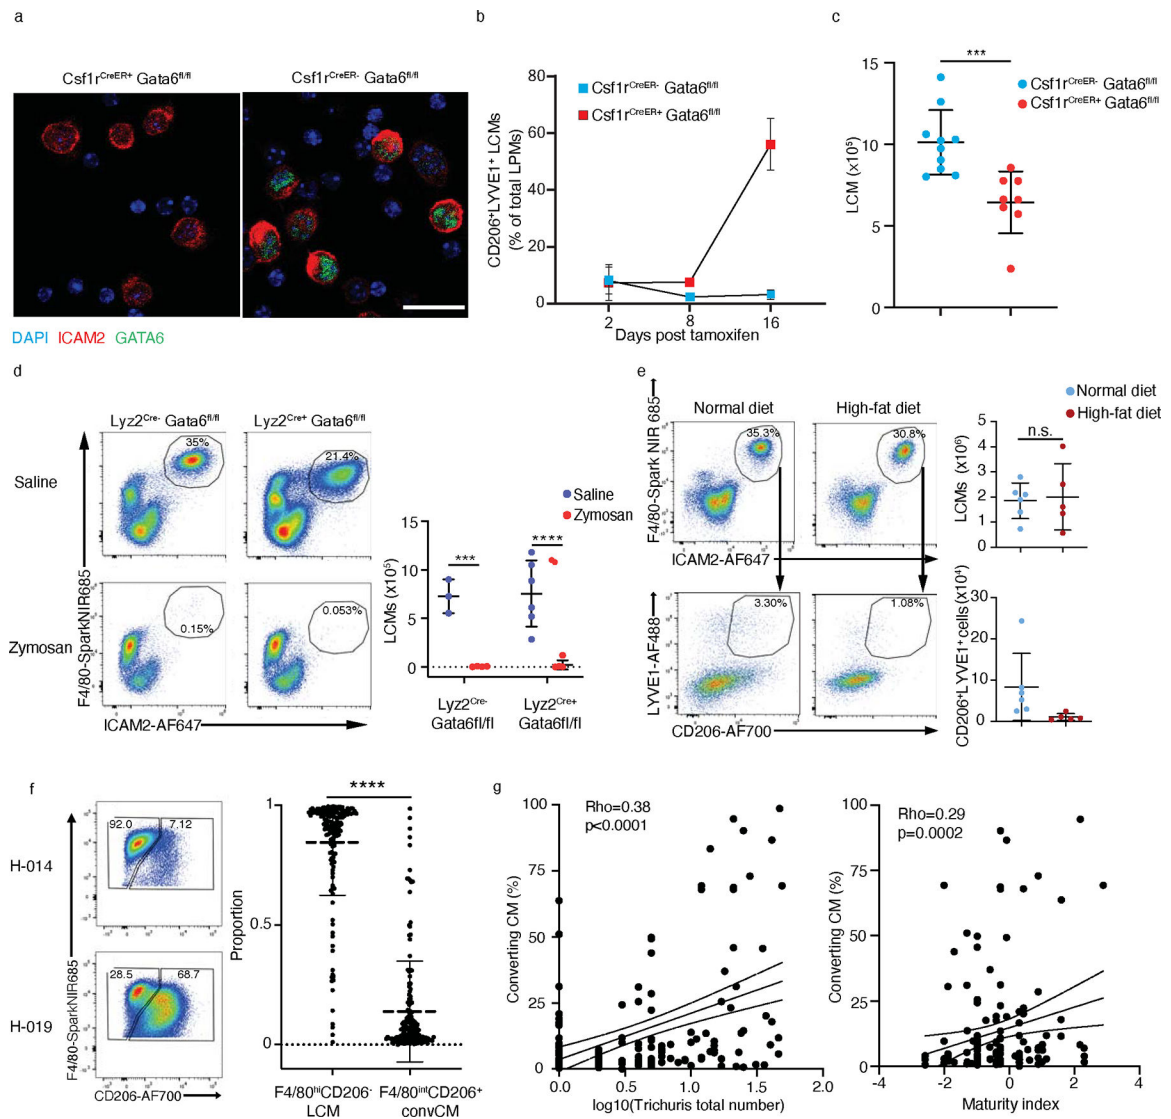 a
Csf1rCreER+ Gata6fl/fl
Csf1rCreER- Gata6fl/fl
DAPI ICAM2 GATA6
b
CD206+LYVE1+ LCMs
(% of total LPMs)
80
60
40
20
0
Csf1rCreER- Gata6fl/fl
Csf1rCreER+ Gata6fl/fl
2
8
16
Days post tamoxifen
c
***
Csf1rCreER- Gata6fl/fl
Csf1rCreER+ Gata6fl/fl
LCM (x10⁵)
15
10
5
0
d
Lyz2Cre- Gata6fl/fl
Lyz2Cre+ Gata6fl/fl
Saline
35%
21.4%
Zymosan
0.15%
0.053%
F4/80-SparkNIR685
ICAM2-AF647
Saline
Zymosan
LCMs (x10⁵)
15
10
5
0
***
****
Lyz2Cre-
Gata6fl/fl
Lyz2Cre+
Gata6fl/fl
e
Normal diet
High-fat diet
F4/80-Spark NIR 685
35.3%
30.8%
ICAM2-AF647
LYVE1-AF488
3.30%
1.08%
CD206-AF700
Normal diet
High-fat diet
n.s.
LCMs (x10⁶)
5
4
3
2
1
0
CD206+LYVE1+cells(x10⁴)
30
20
10
0
f
H-014
92.0
7.12
H-019
28.5
68.7
F4/80-SparkNIR685
CD206-AF700
****
Proportion
1
0.5
0
F4/80hiCD206-
LCM
F4/80intCD206+
convCM
g
Rho=0.38
p<0.0001
Converting CM (%)
100
75
50
25
0
0.0
0.5
1.0
1.5
2.0
log10(Trichuris total number)
Rho=0.29
p=0.0002
Converting CM (%)
100
75
50
25
0
-4
-2
0
2
4
Maturity index